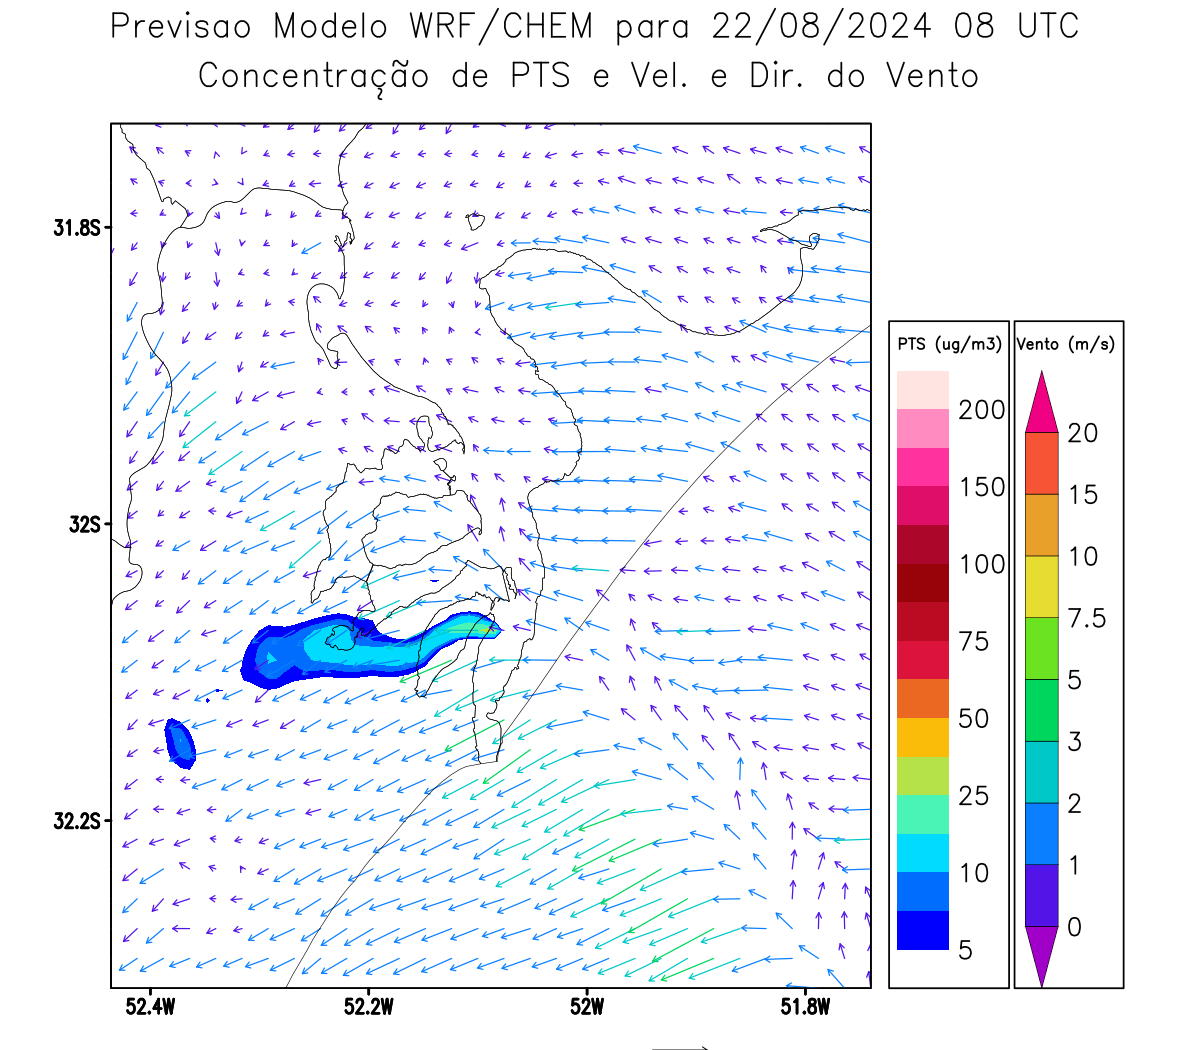 Previsao Modelo WRF/CHEM para 22/08/2024 08 UTC
Concentração de PTS e Vel. e Dir. do Vento
31.8S
32S
32.2S
52.4W
52.2W
52W
51.8W
PTS (ug/m3)
200
150
100
75
50
25
10
5
Vento (m/s)
20
15
10
7.5
5
3
2
1
0